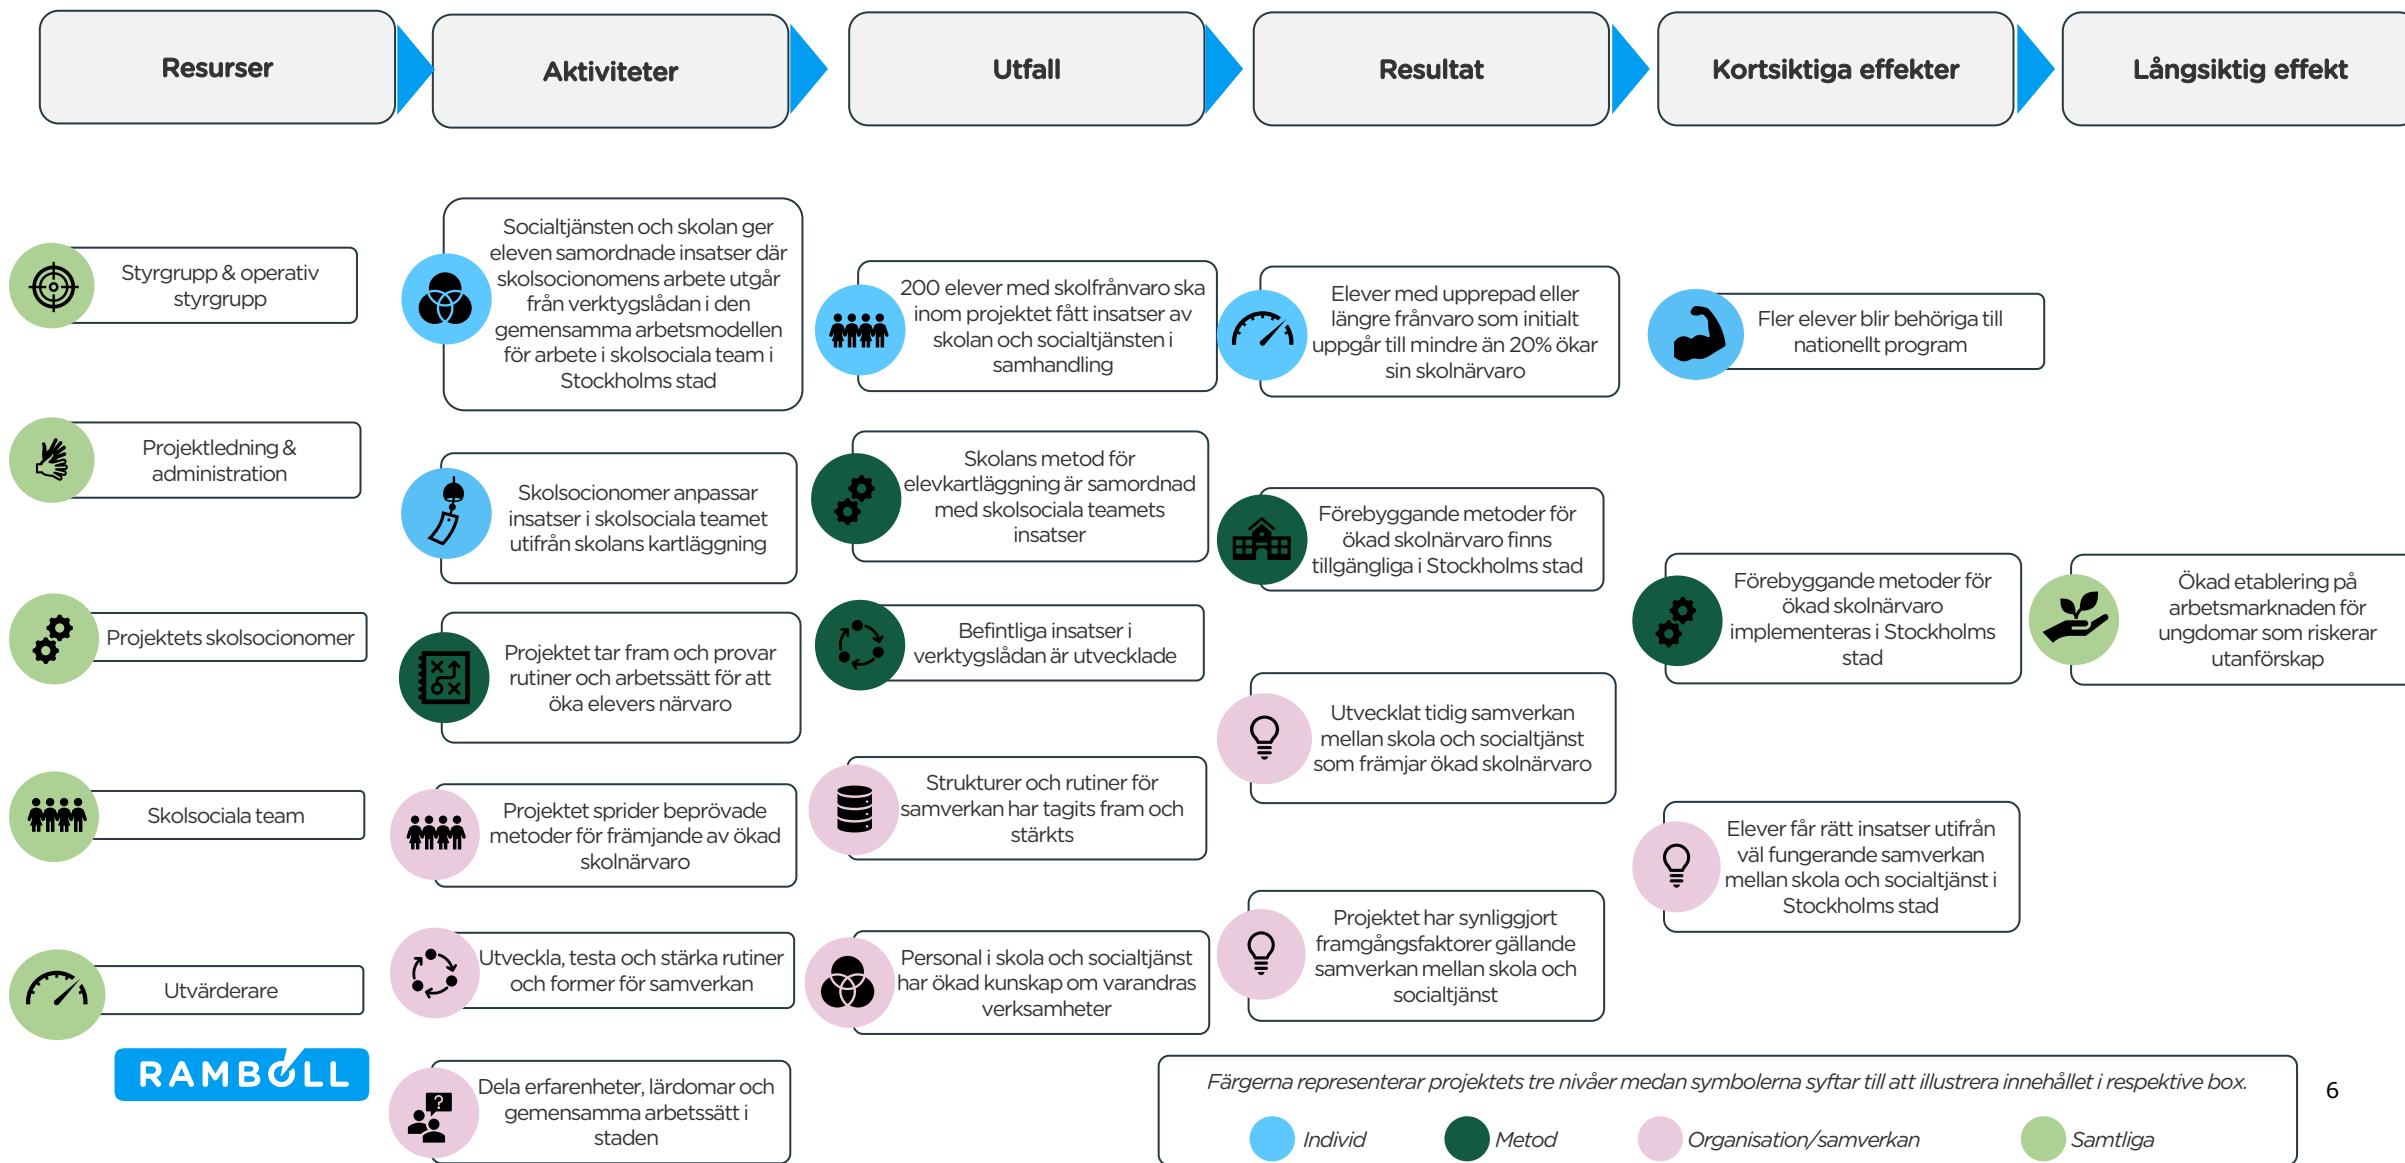 Resurser
Aktiviteter
Utfall
Resultat
Kortsiktiga effekter
Långsiktig effekt
Styrgrupp & operativ
styrgrupp
Projektledning &
administration
Projektets skolsocionomer
Skolsociala team
Utvärderare
Socialtjänsten och skolan ger
eleven samordnade insatser där
skolsocionomens arbete utgår
från verktygslådan i den
gemensamma arbetsmodellen
för arbete i skolsociala team i
Stockholms stad
Skolsocionomer anpassar
insatser i skolsociala teamet
utifrån skolans kartläggning
Projektet tar fram och provar
rutiner och arbetssätt för att
öka elevers närvaro
Projektet sprider beprövade
metoder för främjande av ökad
skolnärvaro
Utveckla, testa och stärka rutiner
och former för samverkan
Dela erfarenheter, lärdomar och
gemensamma arbetssätt i
staden
200 elever med skolfrånvaro ska
inom projektet fått insatser av
skolan och socialtjänsten i
samhandling
Skolans metod för
elevkartläggning är samordnad
med skolsociala teamets
insatser
Befintliga insatser i
verktygslådan är utvecklade
Strukturer och rutiner för
samverkan har tagits fram och
stärkts
Personal i skola och socialtjänst
har ökad kunskap om varandras
verksamheter
Elever med upprepad eller
längre frånvaro som initialt
uppgår till mindre än 20% ökar
sin skolnärvaro
Förebyggande metoder för
ökad skolnärvaro finns
tillgängliga i Stockholms stad
Utvecklat tidig samverkan
mellan skola och socialtjänst
som främjar ökad skolnärvaro
Projektet har synliggjort
framgångsfaktorer gällande
samverkan mellan skola och
socialtjänst
Fler elever blir behöriga till
nationellt program
Förebyggande metoder för
ökad skolnärvaro
implementeras i Stockholms
stad
Elever får rätt insatser utifrån
väl fungerande samverkan
mellan skola och socialtjänst i
Stockholms stad
Ökad etablering på
arbetsmarknaden för
ungdomar som riskerar
utanförskap
RAMBOLL
Färgerna representerar projektets tre nivåer medan symbolerna syftar till att illustrera innehållet i respektive box.
Individ
Metod
Organisation/samverkan
Samtliga
6